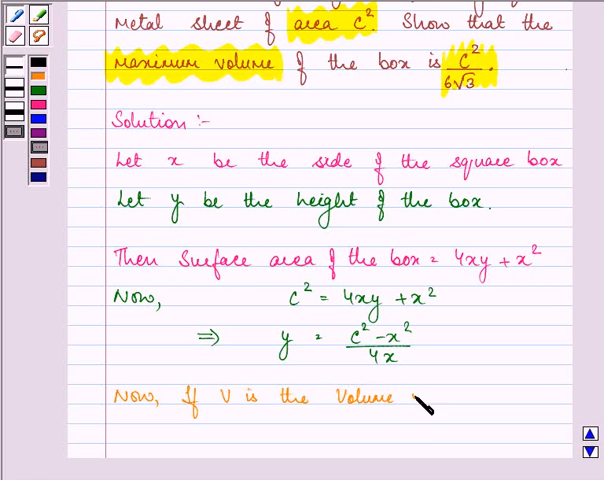 Metal sheet of area c². Show that the
maximum volume of the box is c²/6√3.
Solution :-
Let x be the side of the square box
Let y be the height of the box.
Then Surface area of the box = 4xy + x²
Now, c² = 4xy + x²
⇒ y = c² - x²/4x
Now, If V is the Volume